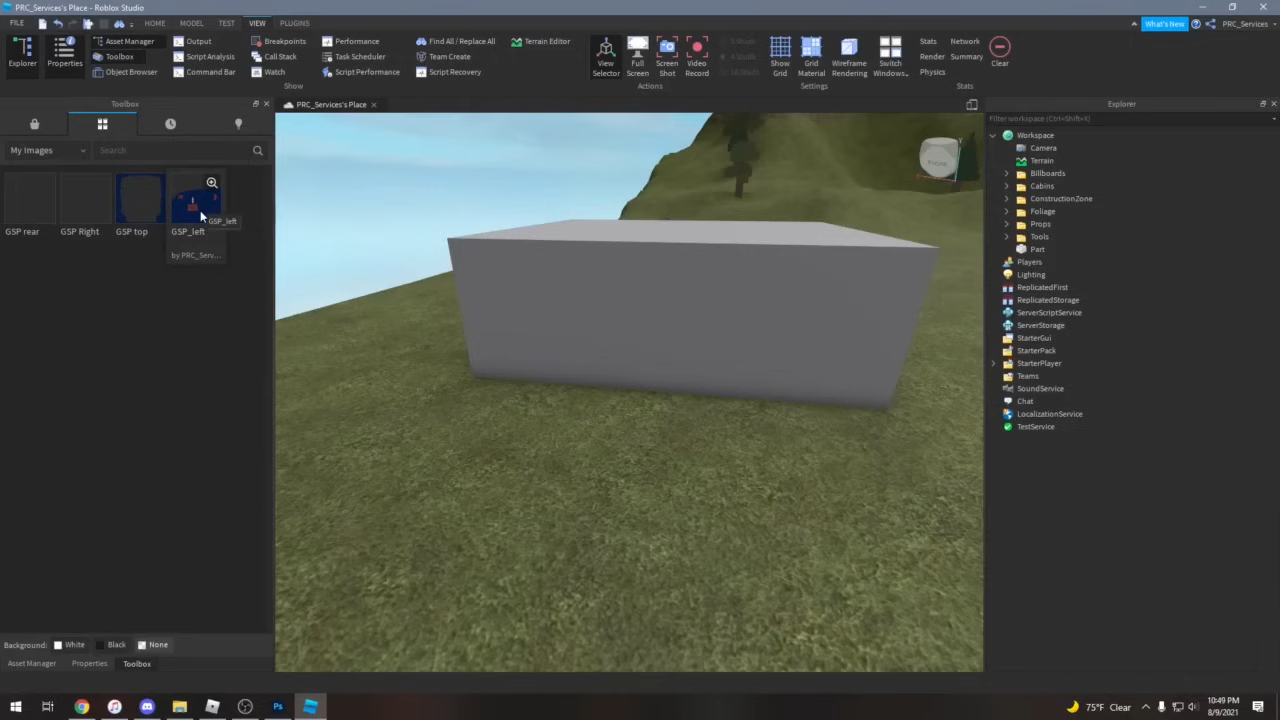 PRC_Services's Place - Roblox Studio
FILE HOME MODEL TEST VIEW PLUGINS What's New PRC_Services
Explorer
Properties
Asset Manager
Toolbox
Object Browser
Output
Script Analysis
Command Bar
Breakpoints
Call Stack
Watch
Performance
Task Scheduler
Script Performance
Find All / Replace All
Team Create
Script Recovery
Terrain Editor
Show
View Selector
Full Screen
Screen Shot
Video Record
Actions
Show Grid
Grid Material
Wireframe Rendering
Switch Windows
Settings
Stats
Render
Physics
Network
Summary
Clear
Stats
Toolbox
My Images
Search
GSP rear
GSP Right
GSP top
GSP_left
by PRC_Serv...
GSP_left
Background: White Black None
Asset Manager Properties Toolbox
PRC_Services's Place
Explorer
Filter workspace (Ctrl+Shift+X)
Workspace
Camera
Terrain
Billboards
Cabins
ConstructionZone
Foliage
Props
Tools
Part
Players
Lighting
ReplicatedFirst
ReplicatedStorage
ServerScriptService
ServerStorage
StarterGui
StarterPack
StarterPlayer
Teams
SoundService
Chat
LocalizationService
TestService
Ps
75°F Clear
10:49 PM
8/9/2021